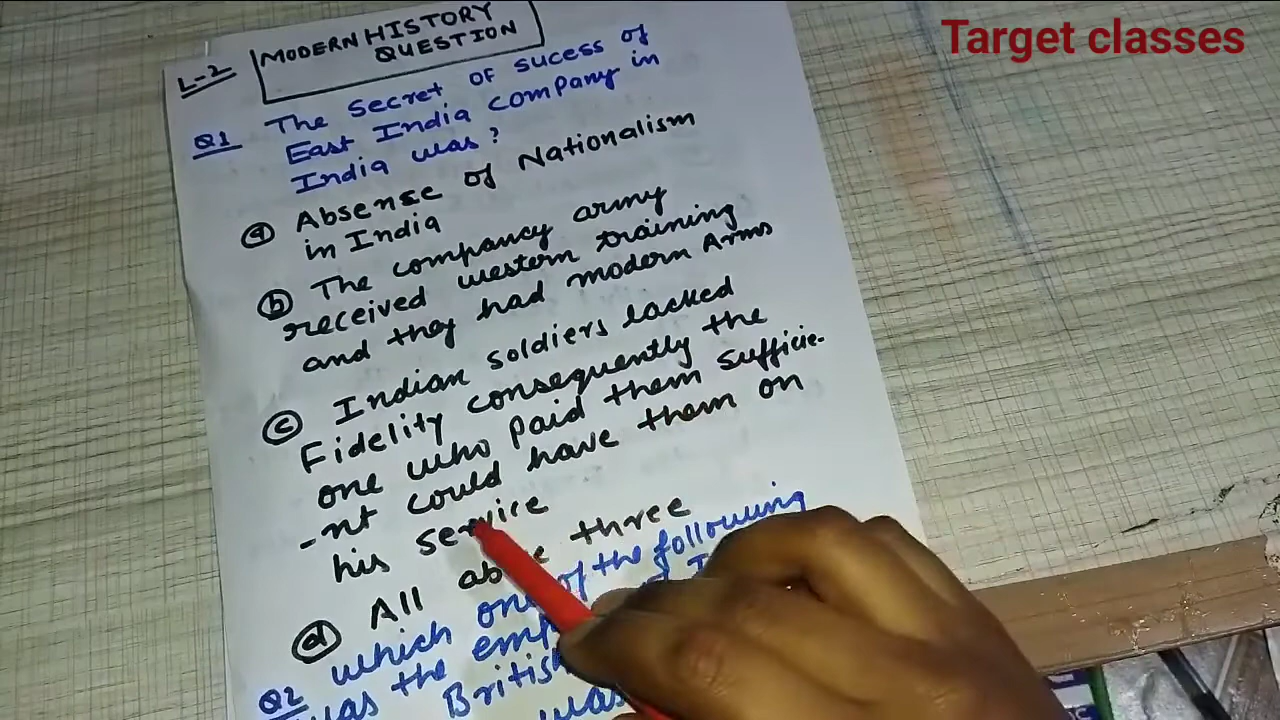 Target classes
L-2 MODERN HISTORY
QUESTION
Q1 The secret of sucess of
East India company in
India was?
(a) Absense of Nationalism
in India
(b) The compancy army
received western training
and they had modern Arms
(c) Indian soldiers lacked
Fidelity consequently the
one who paid them sufficie-
-nt could have them on
his service
(d) All above three
Q2 which one of the following
was the
British
was